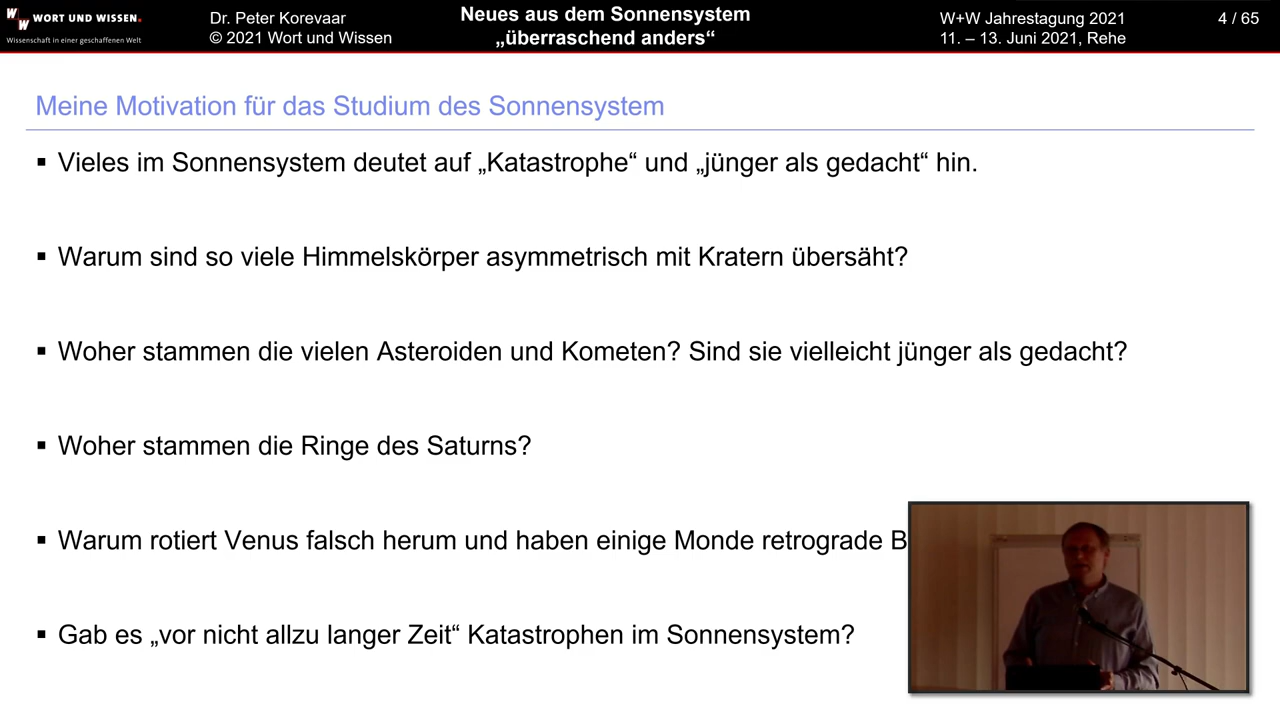 WORT UND WISSEN.
Wissenschaft in einer geschaffenen Welt
Dr. Peter Korevaar
© 2021 Wort und Wissen
Neues aus dem Sonnensystem
„überraschend anders“
W+W Jahrestagung 2021
11. – 13. Juni 2021, Rehe
4 / 65
Meine Motivation für das Studium des Sonnensystem
▪ Vieles im Sonnensystem deutet auf „Katastrophe“ und „jünger als gedacht“ hin.
▪ Warum sind so viele Himmelskörper asymmetrisch mit Kratern übersäht?
▪ Woher stammen die vielen Asteroiden und Kometen? Sind sie vielleicht jünger als gedacht?
▪ Woher stammen die Ringe des Saturns?
▪ Warum rotiert Venus falsch herum und haben einige Monde retrograde B
▪ Gab es „vor nicht allzu langer Zeit“ Katastrophen im Sonnensystem?